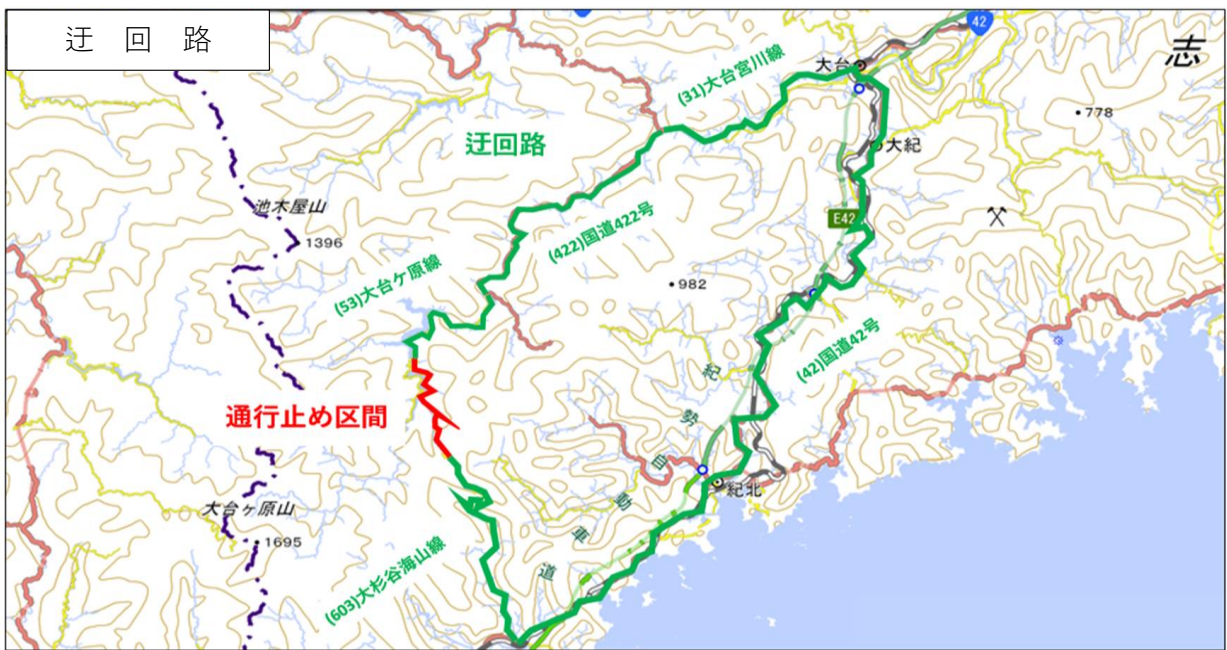 迂 回 路
42
志
大台
(31)大台宮川線
778
大紀
迂回路
池木屋山
1396
E42
(422)国道422号
(53)大台ケ原線
982
(42)国道42号
紀勢自動車道
通行止め区間
紀北
大台ヶ原山
1695
(603)大杉谷海山線